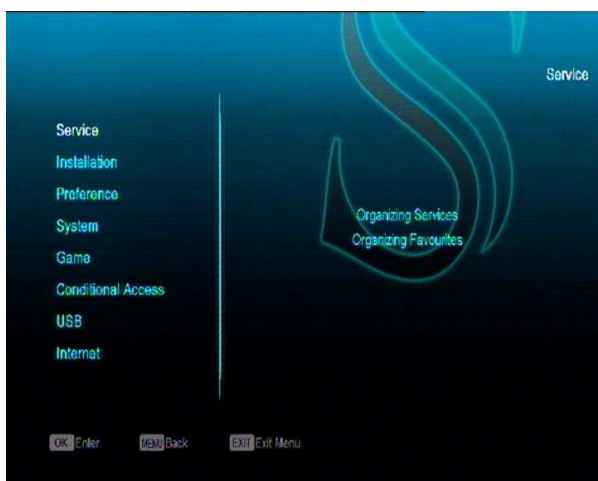 Service
Service
Installation
Preference
System
Game
Conditional Access
USB
Internet
Organizing Services
Organizing Favourites
OK Enter MENU Back EXIT Exit Menu